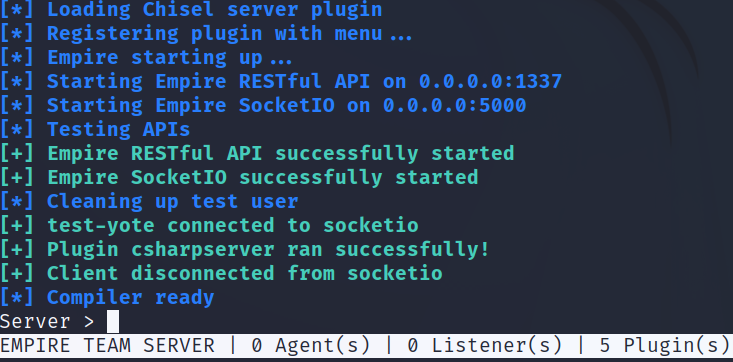 [*] Loading Chisel server plugin
[*] Registering plugin with menu...
[*] Empire starting up...
[*] Starting Empire RESTful API on 0.0.0.0:1337
[*] Starting Empire SocketIO on 0.0.0.0:5000
[*] Testing APIs
[+] Empire RESTful API successfully started
[+] Empire SocketIO successfully started
[*] Cleaning up test user
[+] test-yote connected to socketio
[+] Plugin csharpserver ran successfully!
[+] Client disconnected from socketio
[*] Compiler ready
Server >
EMPIRE TEAM SERVER | 0 Agent(s) | 0 Listener(s) | 5 Plugin(s)